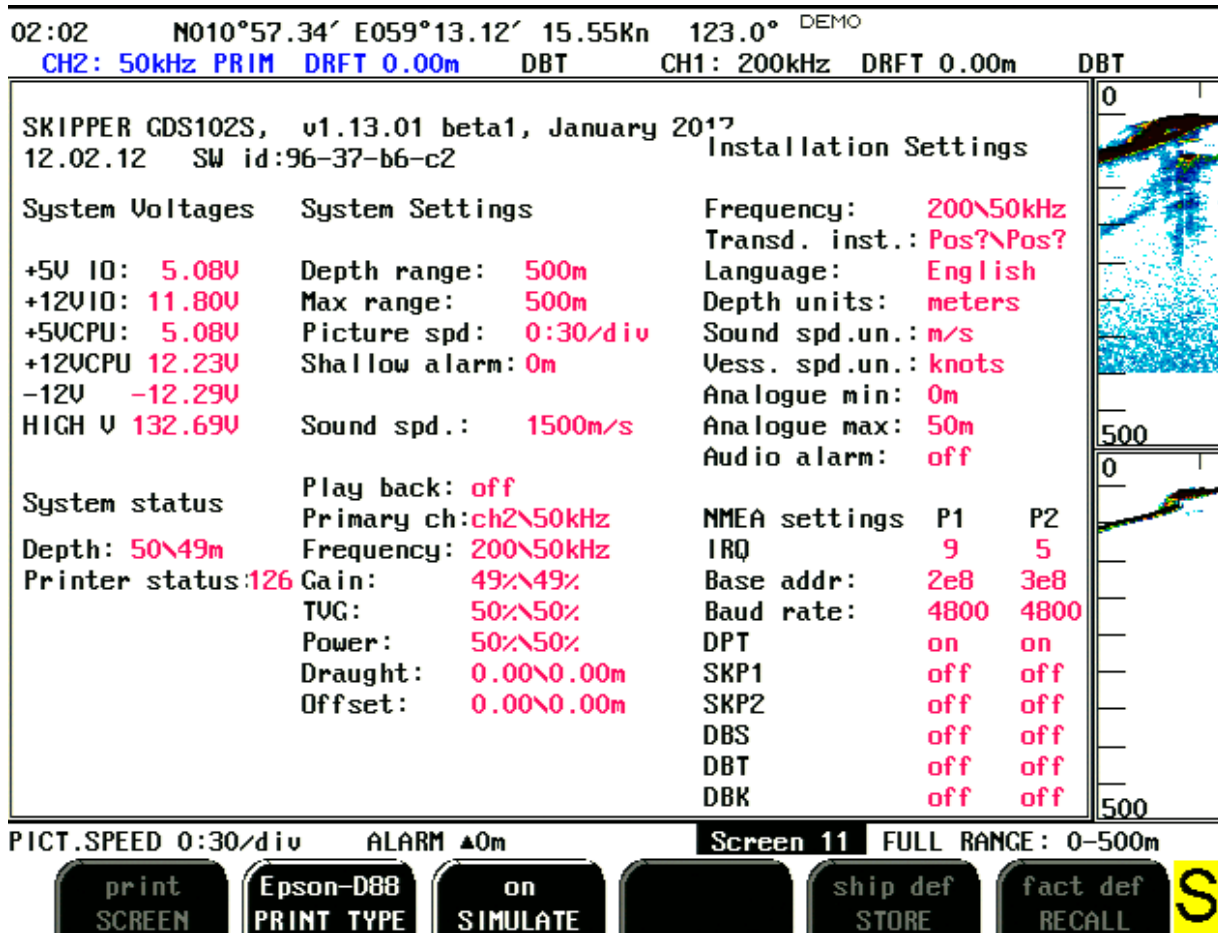 02:02 N010°57.34′ E059°13.12′ 15.55Kn 123.0° DEMO
CH2: 50kHz PRIM DRFT 0.00m DBT CH1: 200kHz DRFT 0.00m DBT
SKIPPER GDS102S, v1.13.01 beta1, January 2012
12.02.12 SW id:96-37-b6-c2
Installation Settings
System Voltages
+5V IO: 5.08V
+12VIO: 11.80V
+5VCPU: 5.08V
+12VCPU 12.23V
-12V -12.29V
HIGH V 132.69V
System status
Depth: 50\49m
Printer status:126
System Settings
Depth range: 500m
Max range: 500m
Picture spd: 0:30/div
Shallow alarm: 0m
Sound spd.: 1500m/s
Play back: off
Primary ch:ch2\50kHz
Frequency: 200\50kHz
Gain: 49%\49%
TVG: 50%\50%
Power: 50%\50%
Draught: 0.00\0.00m
Offset: 0.00\0.00m
Frequency: 200\50kHz
Transd. inst.: Pos?\Pos?
Language: English
Depth units: meters
Sound spd.un.: m/s
Vess. spd.un.: knots
Analogue min: 0m
Analogue max: 50m
Audio alarm: off
NMEA settings P1 P2
IRQ 9 5
Base addr: 2e8 3e8
Baud rate: 4800 4800
DPT on on
SKP1 off off
SKP2 off off
DBS off off
DBT off off
DBK off off
0
500
0
500
PICT.SPEED 0:30/div ALARM ▲0m Screen 11 FULL RANGE: 0-500m
print
SCREEN
Epson-D88
PRINT TYPE
on
SIMULATE
ship def
STORE
fact def
RECALL
S